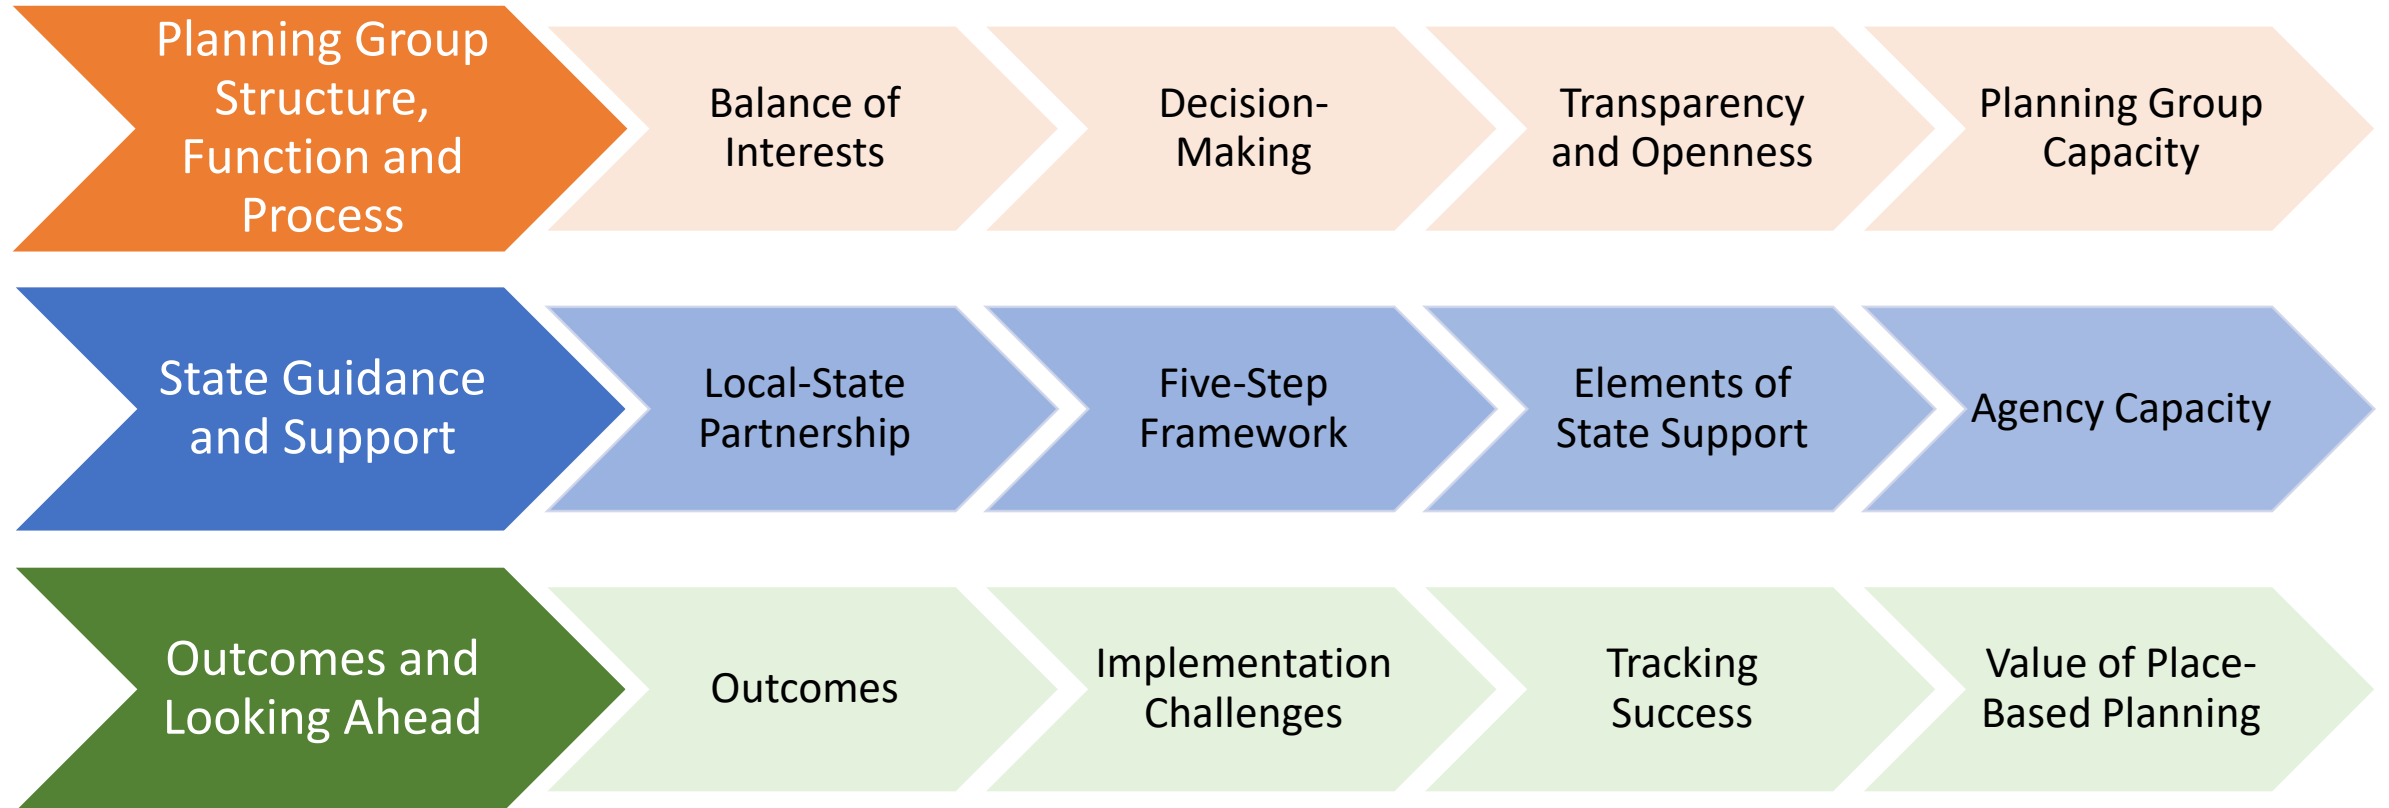 Planning Group
Structure,
Function and
Process
Balance of
Interests
Decision-
Making
Transparency
and Openness
Planning Group
Capacity
State Guidance
and Support
Local-State
Partnership
Five-Step
Framework
Elements of
State Support
Agency Capacity
Outcomes and
Looking Ahead
Outcomes
Implementation
Challenges
Tracking
Success
Value of Place-
Based Planning